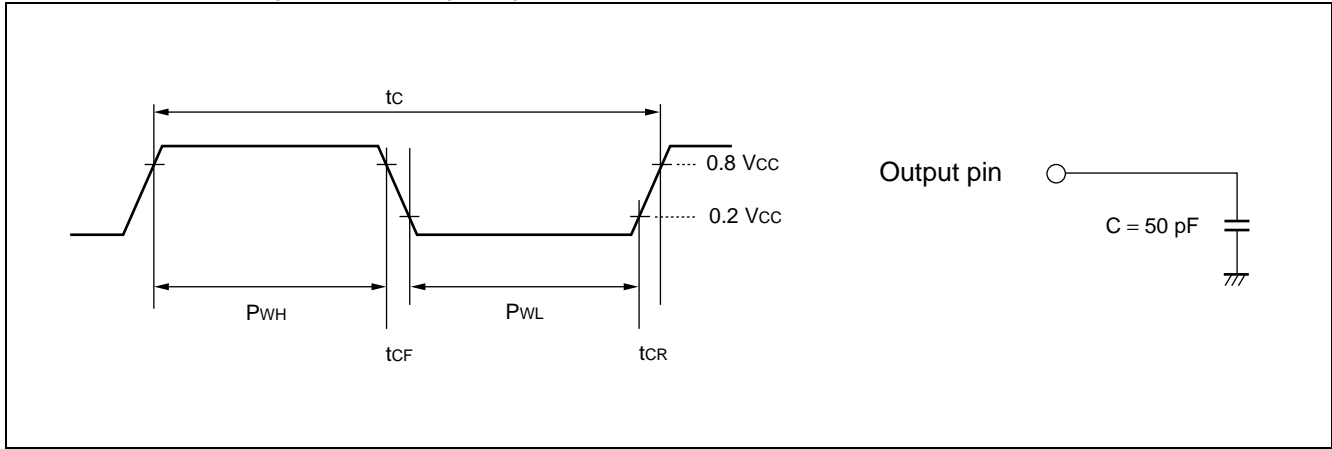 tC
0.8 VCC
0.2 VCC
PWH
PWL
tCF
tCR
Output pin
C = 50 pF